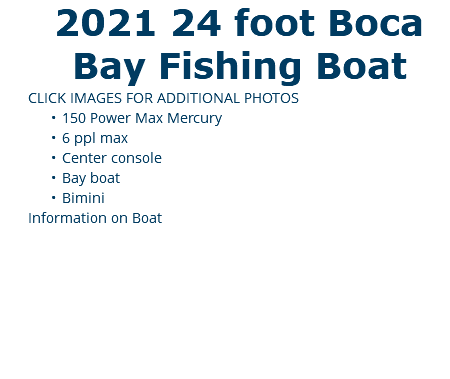 2021 24 foot Boca
Bay Fishing Boat
CLICK IMAGES FOR ADDITIONAL PHOTOS
• 150 Power Max Mercury
• 6 ppl max
• Center console
• Bay boat
• Bimini
Information on Boat